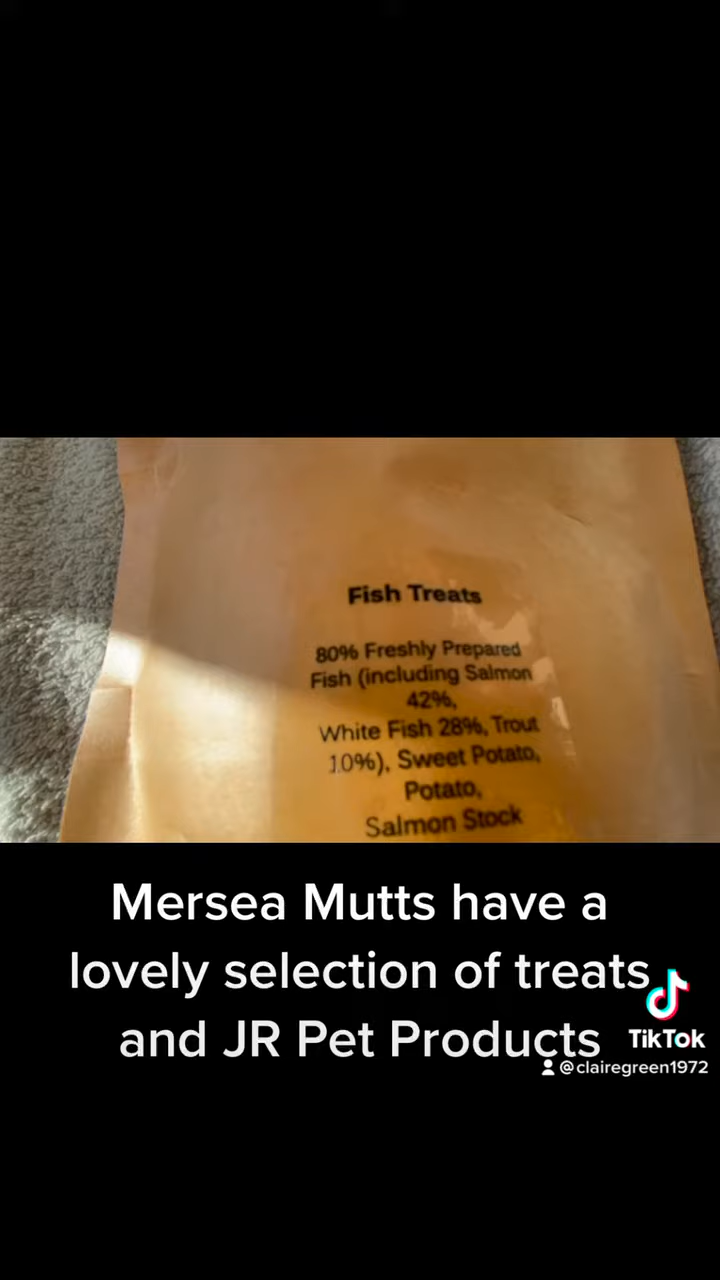 Fish Treats
80% Freshly Prepared
Fish (including Salmon
42%,
White Fish 28%, Trout
10%), Sweet Potato,
Potato,
Salmon Stock
Mersea Mutts have a
lovely selection of treats
and JR Pet Products
TikTok
@clairegreen1972